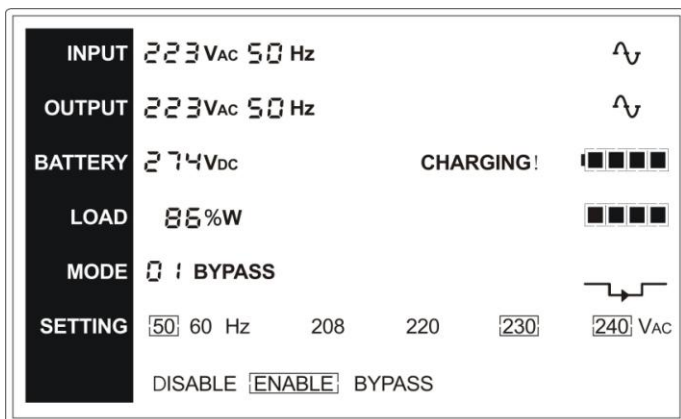 INPUT 223 VAC 50 Hz
OUTPUT 223 VAC 50 Hz
BATTERY 274 VDC CHARGING!
LOAD 86%W
MODE 01 BYPASS
SETTING 50 60 Hz 208 220 230 240 VAC
DISABLE ENABLE BYPASS